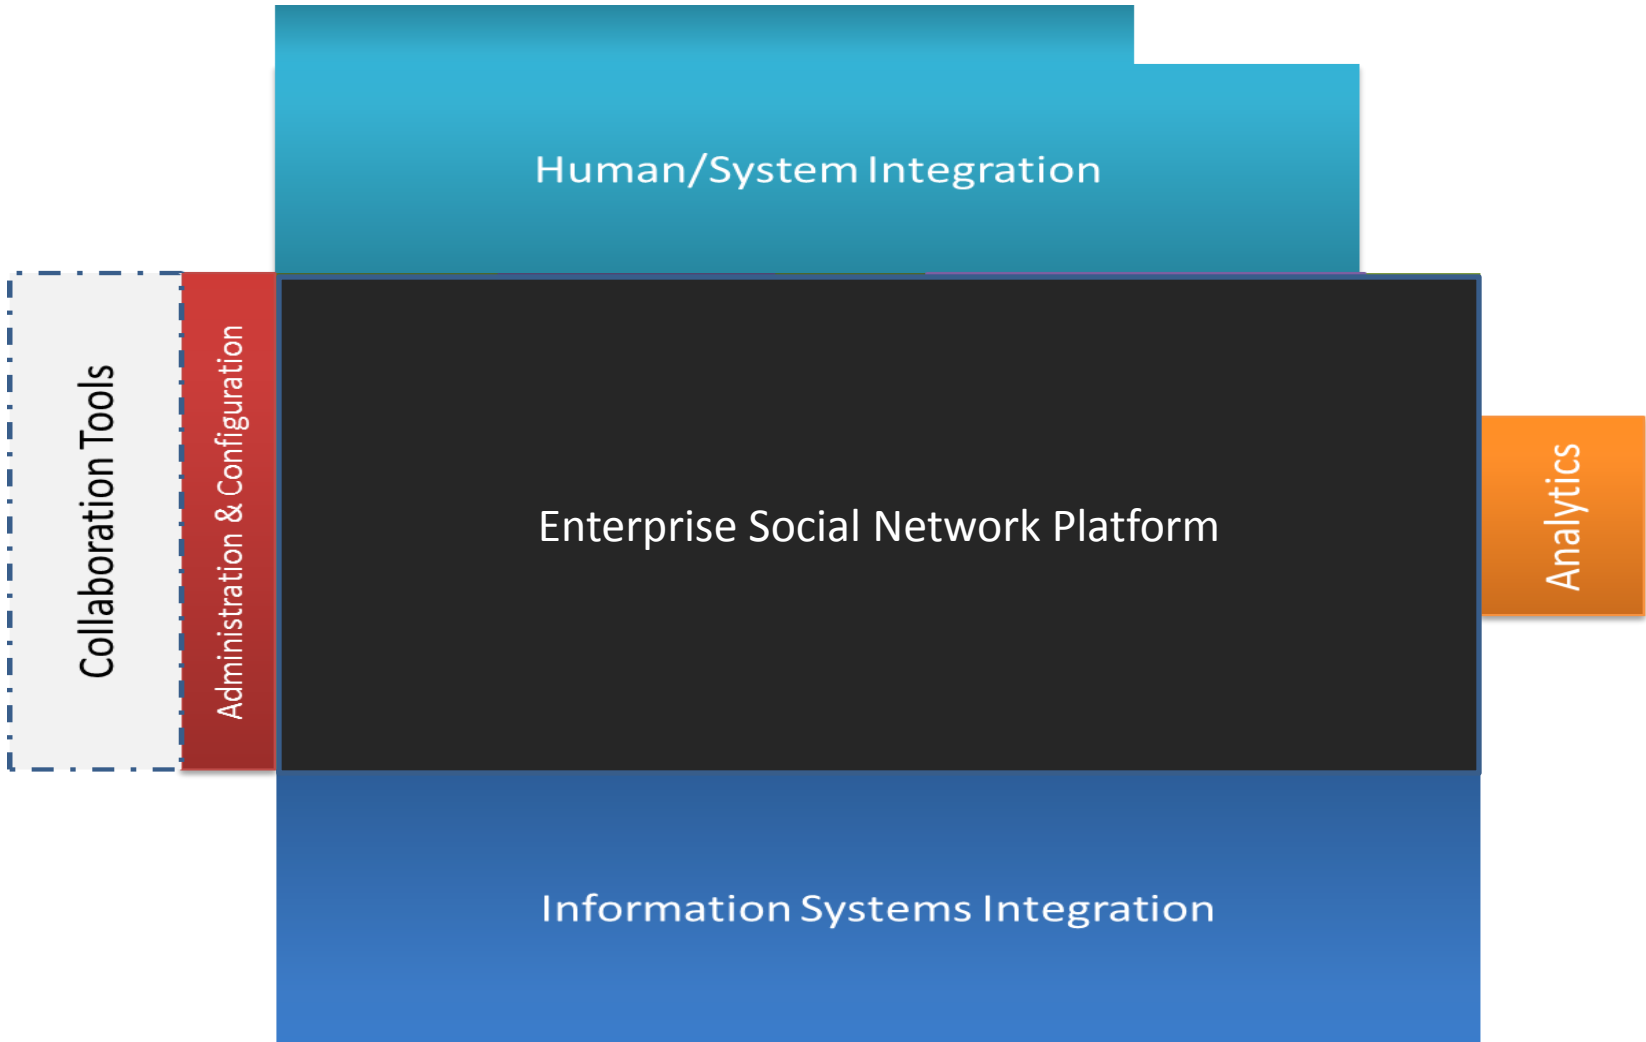 Human/System Integration
Collaboration Tools
Administration & Configuration
Enterprise Social Network Platform
Analytics
Information Systems Integration